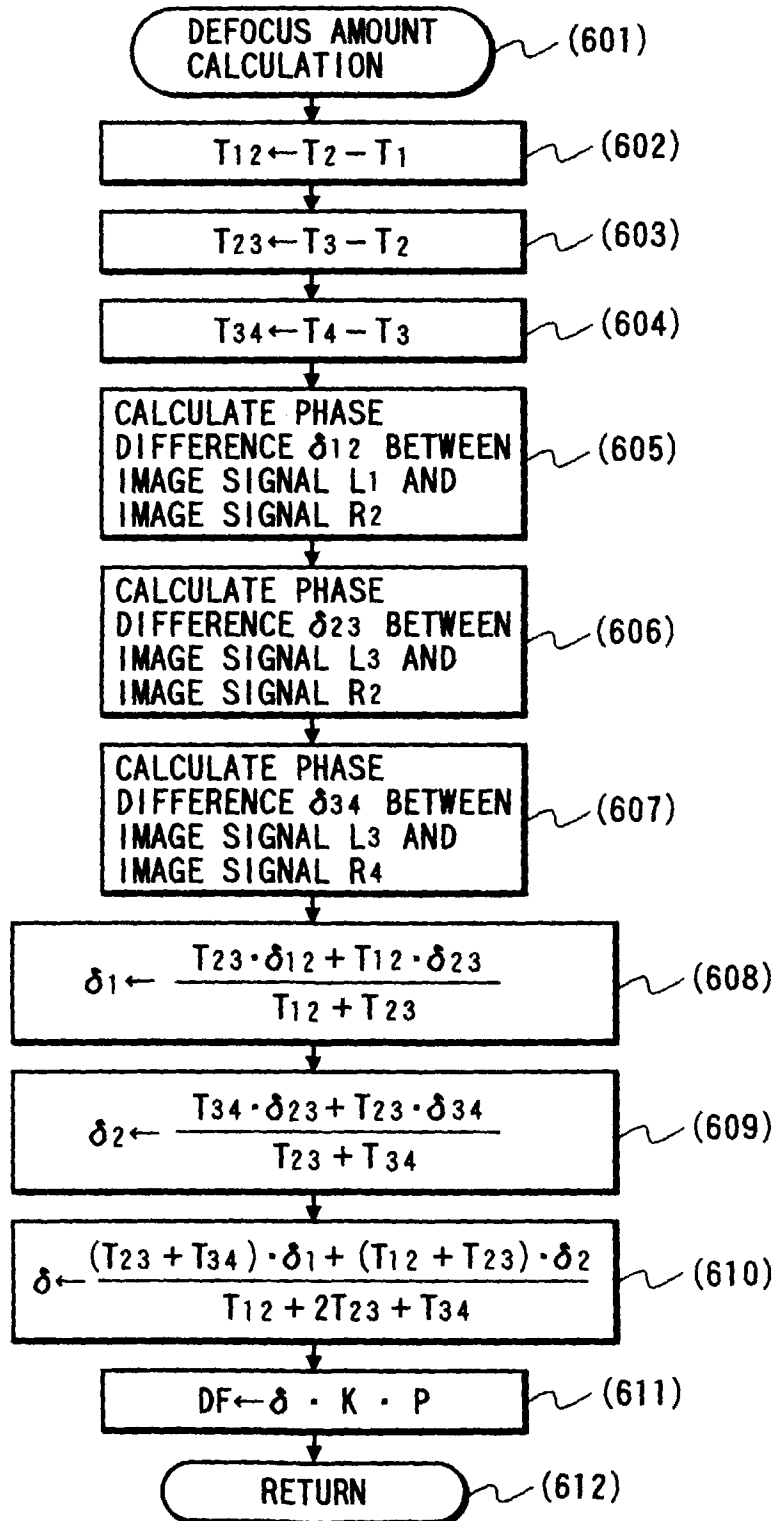 DEFOCUS AMOUNT
CALCULATION
(601)
T12←T2−T1
(602)
T23←T3−T2
(603)
T34←T4−T3
(604)
CALCULATE PHASE
DIFFERENCE δ12 BETWEEN
IMAGE SIGNAL L1 AND
IMAGE SIGNAL R2
(605)
CALCULATE PHASE
DIFFERENCE δ23 BETWEEN
IMAGE SIGNAL L3 AND
IMAGE SIGNAL R2
(606)
CALCULATE PHASE
DIFFERENCE δ34 BETWEEN
IMAGE SIGNAL L3 AND
IMAGE SIGNAL R4
(607)
δ1← T23·δ12+T12·δ23
T12+T23
(608)
δ2← T34·δ23+T23·δ34
T23+T34
(609)
δ← (T23+T34)·δ1+(T12+T23)·δ2
T12+2T23+T34
(610)
DF←δ · K · P
(611)
RETURN
(612)